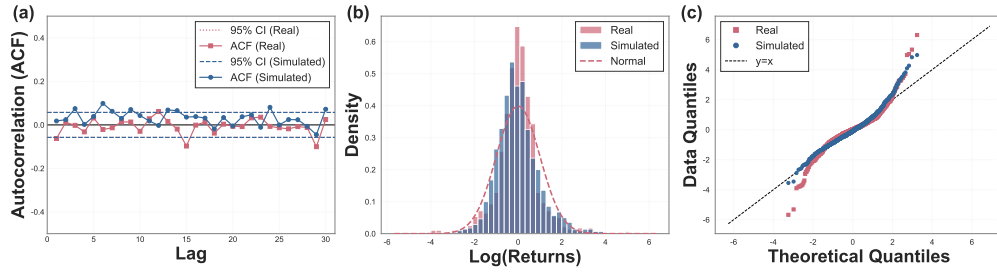 (a)
Autocorrelation (ACF)
0.4
0.2
0.0
−0.2
−0.4
0
5
10
15
20
25
30
Lag
95% CI (Real)
ACF (Real)
95% CI (Simulated)
ACF (Simulated)
(b)
Density
0.6
0.5
0.4
0.3
0.2
0.1
0.0
−6
−4
−2
0
2
4
6
Log(Returns)
Real
Simulated
Normal
(c)
Data Quantiles
6
4
2
0
−2
−4
−6
−6
−4
−2
0
2
4
6
Theoretical Quantiles
Real
Simulated
y=x